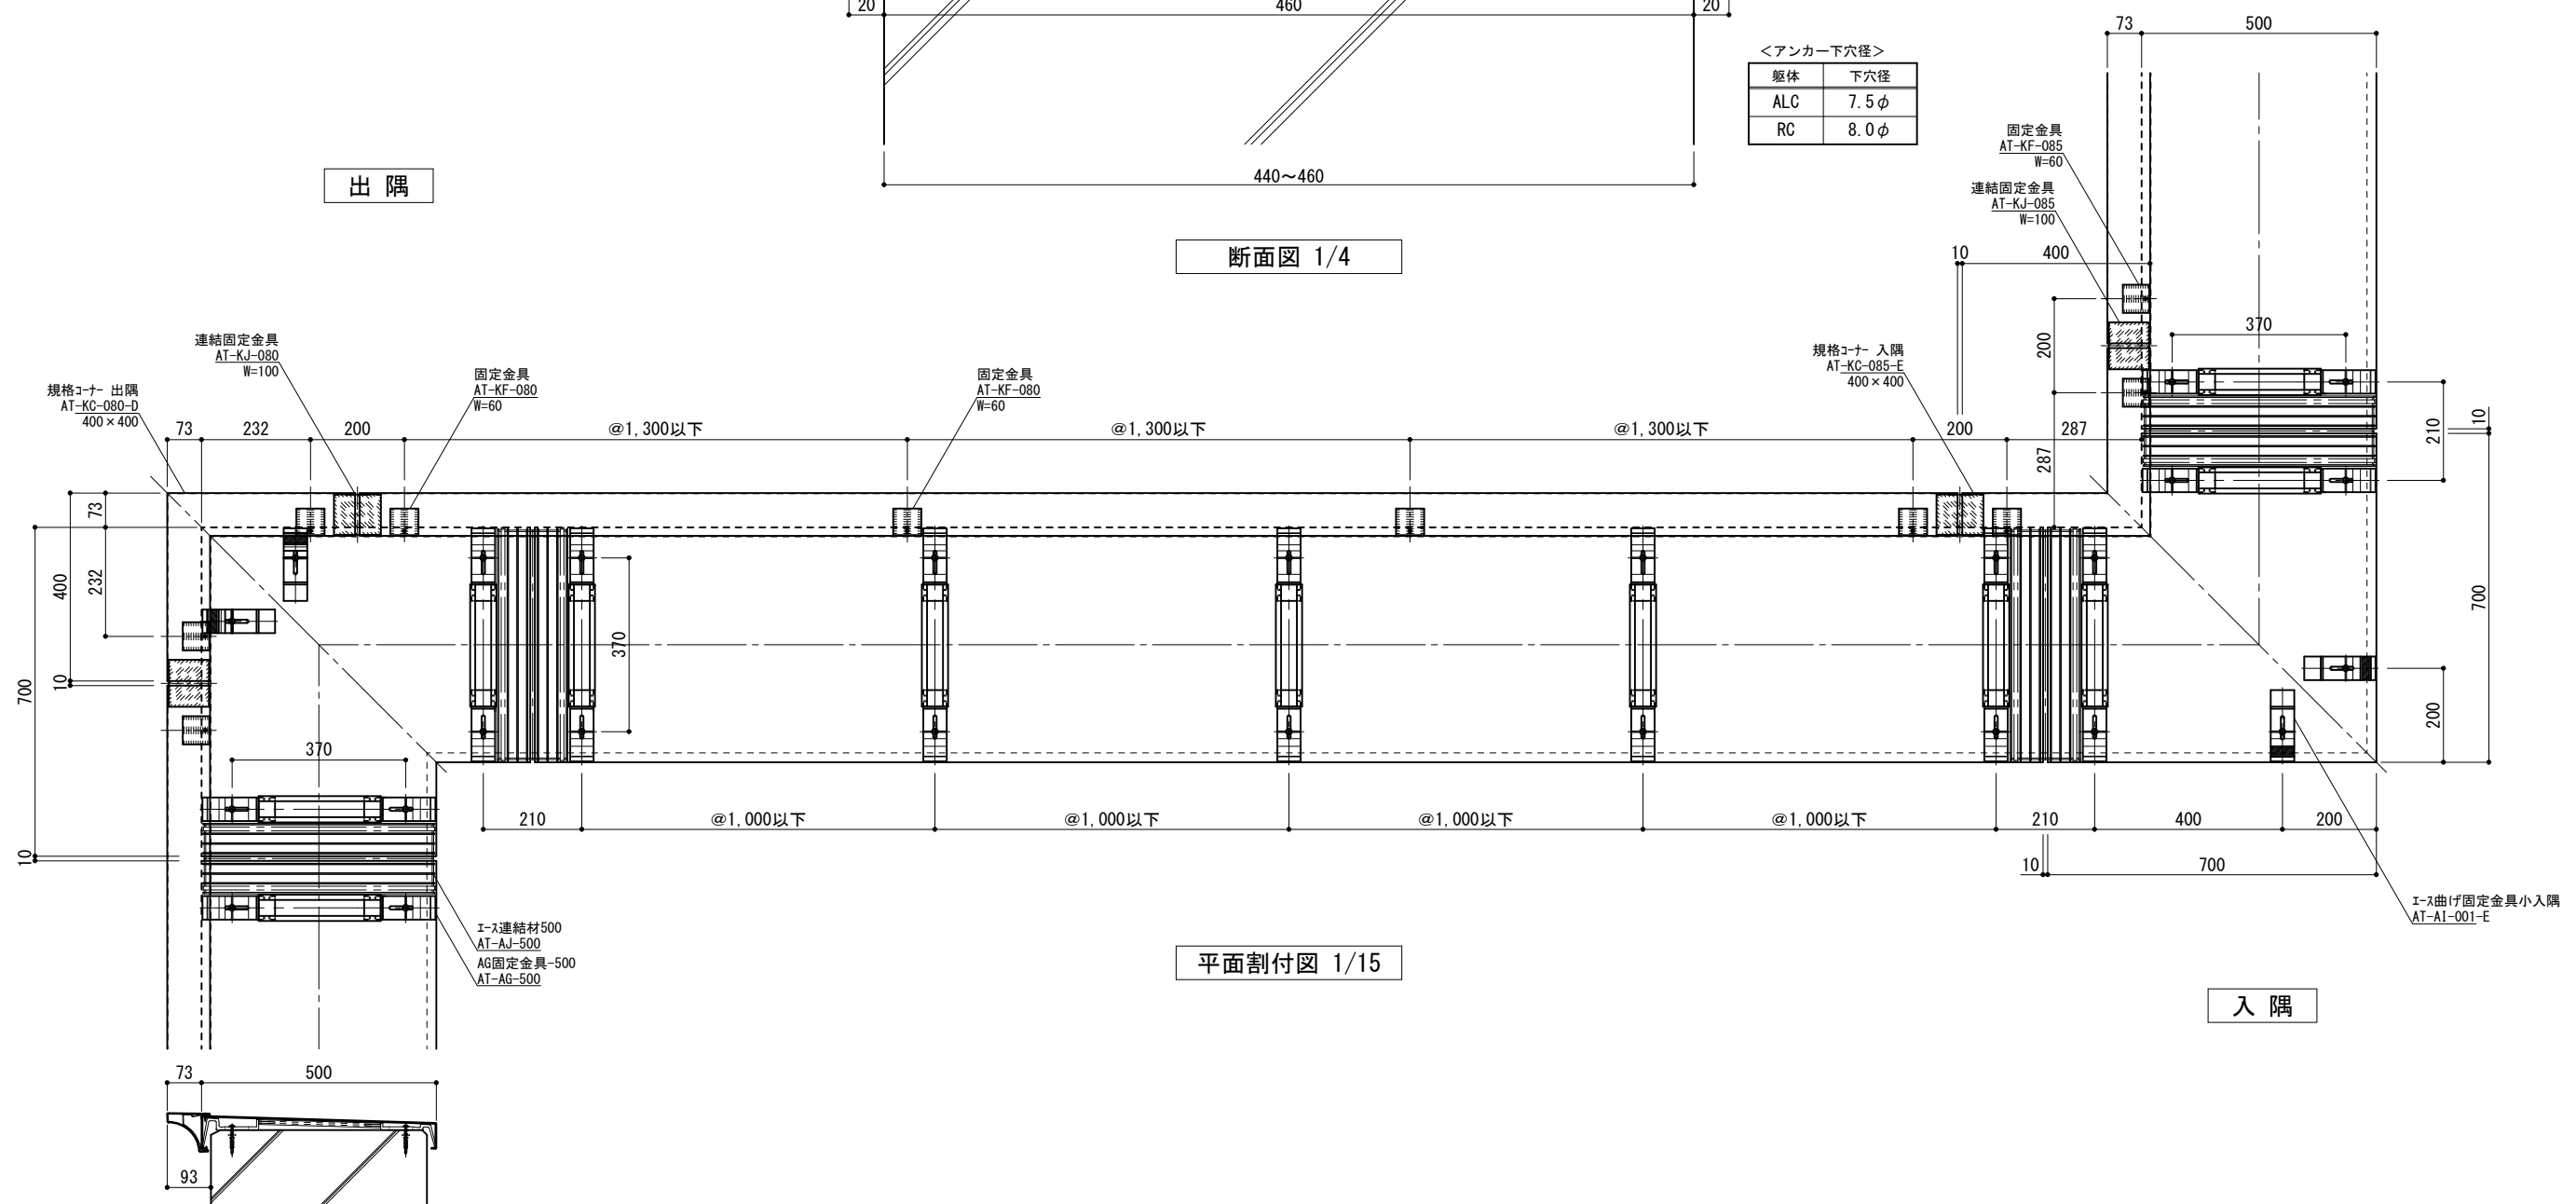 20
460
20
73
500
<アンカー下穴径>
躯体
下穴径
ALC
7.5φ
RC
8.0φ
固定金具
AT-KF-085
W=60
連結固定金具
AT-KJ-085
W=100
440～460
出 隅
断面図 1/4
10
400
370
200
連結固定金具
AT-KJ-080
W=100
規格ｺｰﾅｰ 出隅
AT-KC-080-D
400×400
固定金具
AT-KF-080
W=60
固定金具
AT-KF-080
W=60
規格ｺｰﾅｰ 入隅
AT-KC-085-E
400×400
73
232
200
@1,300以下
@1,300以下
@1,300以下
200
287
287
210
10
73
232
400
10
700
10
370
370
700
200
210
@1,000以下
@1,000以下
@1,000以下
@1,000以下
210
400
200
10
700
ｴｰｽ曲げ固定金具小入隅
AT-AI-001-E
ｴｰｽ連結材500
AT-AJ-500
AG固定金具-500
AT-AG-500
平面割付図 1/15
入 隅
73
500
93